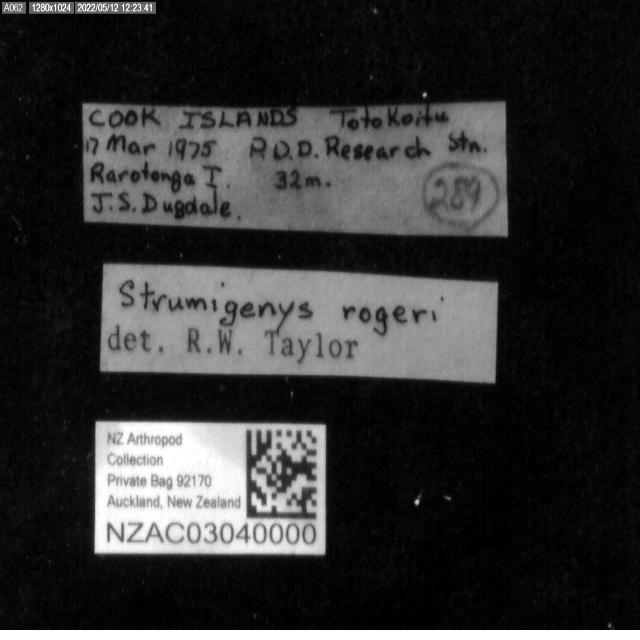 A062 1280x1024 2022/05/12 12:23:41
COOK ISLANDS Totokoitu
17 Mar 1975 P.D.D. Research Stn.
Rarotonga I. 32m.
J.S. Dugdale.
289
Strumigenys rogeri
det. R.W. Taylor
NZ Arthropod
Collection
Private Bag 92170
Auckland, New Zealand
NZAC03040000